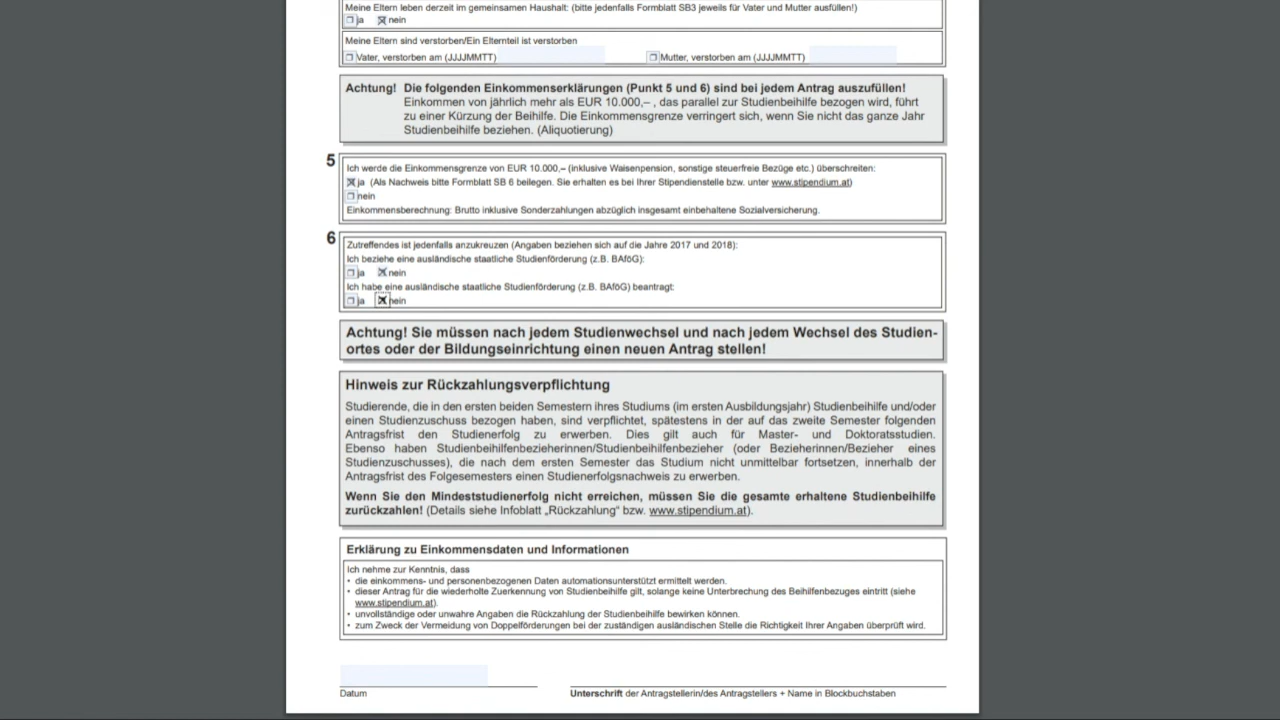 Meine Eltern leben derzeit im gemeinsamen Haushalt: (bitte jedenfalls Formblatt SB3 jeweils für Vater und Mutter ausfüllen!)
ja nein
Meine Eltern sind verstorben/Ein Elternteil ist verstorben
Vater, verstorben am (JJJJMMTT) Mutter, verstorben am (JJJJMMTT)
Achtung! Die folgenden Einkommenserklärungen (Punkt 5 und 6) sind bei jedem Antrag auszufüllen!
Einkommen von jährlich mehr als EUR 10.000,– , das parallel zur Studienbeihilfe bezogen wird, führt
zu einer Kürzung der Beihilfe. Die Einkommensgrenze verringert sich, wenn Sie nicht das ganze Jahr
Studienbeihilfe beziehen. (Aliquotierung)
5
Ich werde die Einkommensgrenze von EUR 10.000,– (inklusive Waisenpension, sonstige steuerfreie Bezüge etc.) überschreiten:
ja (Als Nachweis bitte Formblatt SB 6 beilegen. Sie erhalten es bei Ihrer Stipendienstelle bzw. unter www.stipendium.at)
nein
Einkommensberechnung: Brutto inklusive Sonderzahlungen abzüglich insgesamt einbehaltene Sozialversicherung.
6
Zutreffendes ist jedenfalls anzukreuzen (Angaben beziehen sich auf die Jahre 2017 und 2018):
Ich beziehe eine ausländische staatliche Studienförderung (z.B. BAföG):
ja nein
Ich habe eine ausländische staatliche Studienförderung (z.B. BAföG) beantragt:
ja nein
Achtung! Sie müssen nach jedem Studienwechsel und nach jedem Wechsel des Studien-
ortes oder der Bildungseinrichtung einen neuen Antrag stellen!
Hinweis zur Rückzahlungsverpflichtung
Studierende, die in den ersten beiden Semestern ihres Studiums (im ersten Ausbildungsjahr) Studienbeihilfe und/oder
einen Studienzuschuss bezogen haben, sind verpflichtet, spätestens in der auf das zweite Semester folgenden
Antragsfrist den Studienerfolg zu erwerben. Dies gilt auch für Master- und Doktoratsstudien.
Ebenso haben Studienbeihilfenbezieherinnen/Studienbeihilfenbezieher (oder Bezieherinnen/Bezieher eines
Studienzuschusses), die nach dem ersten Semester das Studium nicht unmittelbar fortsetzen, innerhalb der
Antragsfrist des Folgesemesters einen Studienerfolgsnachweis zu erwerben.
Wenn Sie den Mindeststudienerfolg nicht erreichen, müssen Sie die gesamte erhaltene Studienbeihilfe
zurückzahlen! (Details siehe Infoblatt „Rückzahlung“ bzw. www.stipendium.at).
Erklärung zu Einkommensdaten und Informationen
Ich nehme zur Kenntnis, dass
• die einkommens- und personenbezogenen Daten automationsunterstützt ermittelt werden.
• dieser Antrag für die wiederholte Zuerkennung von Studienbeihilfe gilt, solange keine Unterbrechung des Beihilfenbezuges eintritt (siehe
www.stipendium.at).
• unvollständige oder unwahre Angaben die Rückzahlung der Studienbeihilfe bewirken können.
• zum Zweck der Vermeidung von Doppelförderungen bei der zuständigen ausländischen Stelle die Richtigkeit Ihrer Angaben überprüft wird.
Datum Unterschrift der Antragstellerin/des Antragstellers + Name in Blockbuchstaben